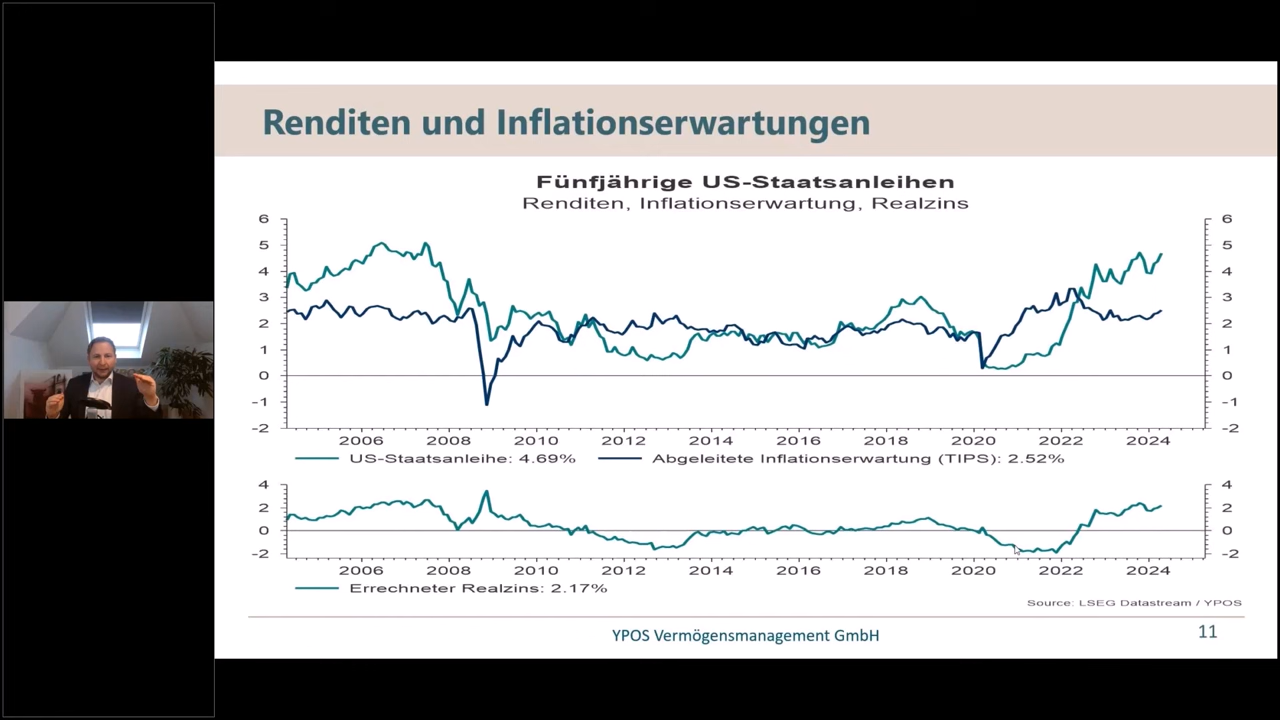 Renditen und Inflationserwartungen
Fünfjährige US-Staatsanleihen
Renditen, Inflationserwartung, Realzins
6 6
5 5
4 4
3 3
2 2
1 1
0 0
-1 -1
-2 -2
2006 2008 2010 2012 2014 2016 2018 2020 2022 2024
US-Staatsanleihe: 4.69% Abgeleitete Inflationserwartung (TIPS): 2.52%
4 4
2 2
0 0
-2 -2
2006 2008 2010 2012 2014 2016 2018 2020 2022 2024
Errechneter Realzins: 2.17%
Source: LSEG Datastream / YPOS
YPOS Vermögensmanagement GmbH
11